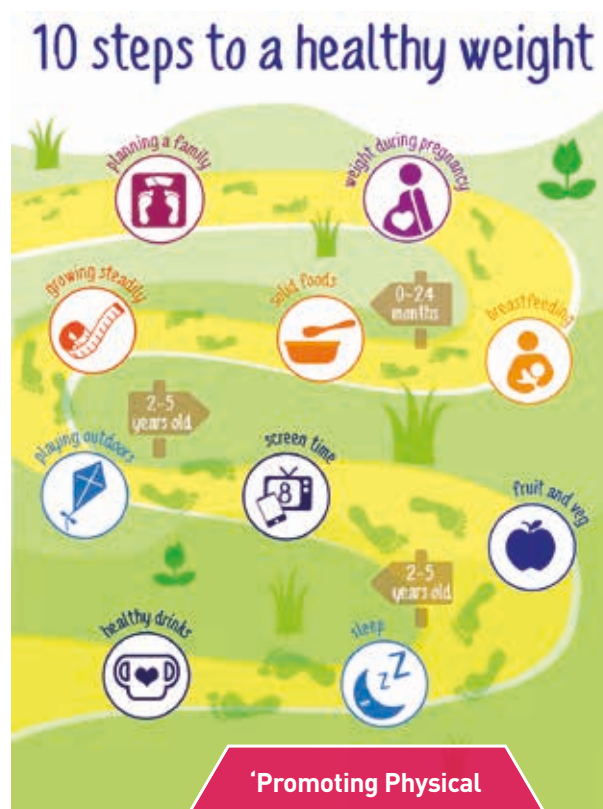 10 steps to a healthy weight
planning a family
weight during pregnancy
growing steadily
solid foods
0-24
months
breastfeeding
2-5
years old
playing outdoors
screen time
8
fruit and veg
2-5
years old
healthy drinks
sleep
z z Z
‘Promoting Physical